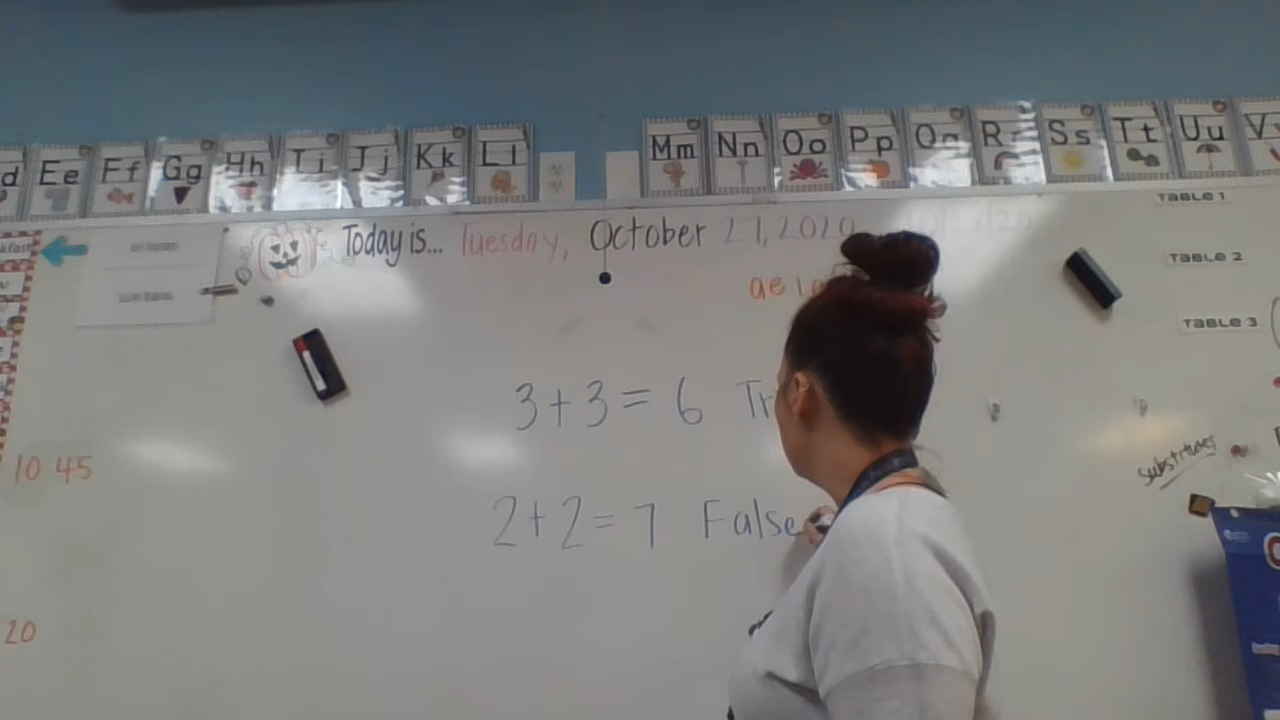 d Ee Ff Gg Hh Ii Jj Kk Ll Mm Nn Oo Pp Qq R Ss Tt Uu V
Today is... Tuesday, October 27, 2020
TABLE 1
TABLE 2
ae i
TABLE 3
3+3=6 Tr
10 45
substitutes
2+2=7 False
20